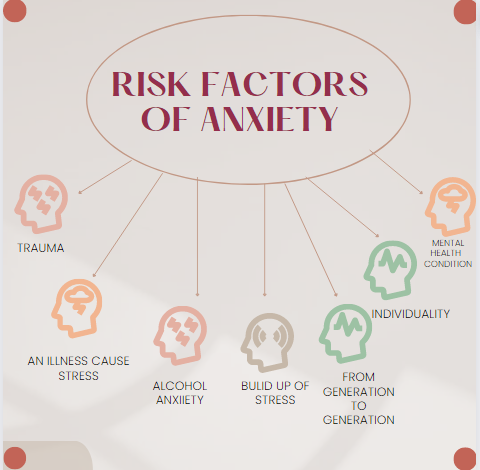 RISK FACTORS
OF ANXIETY
TRAUMA
MENTAL
HEALTH
CONDITION
INDIVIDUALITY
AN ILLNESS CAUSE
STRESS
ALCOHOL
ANXIIETY
BULID UP OF
STRESS
FROM
GENERATION
TO
GENERATION